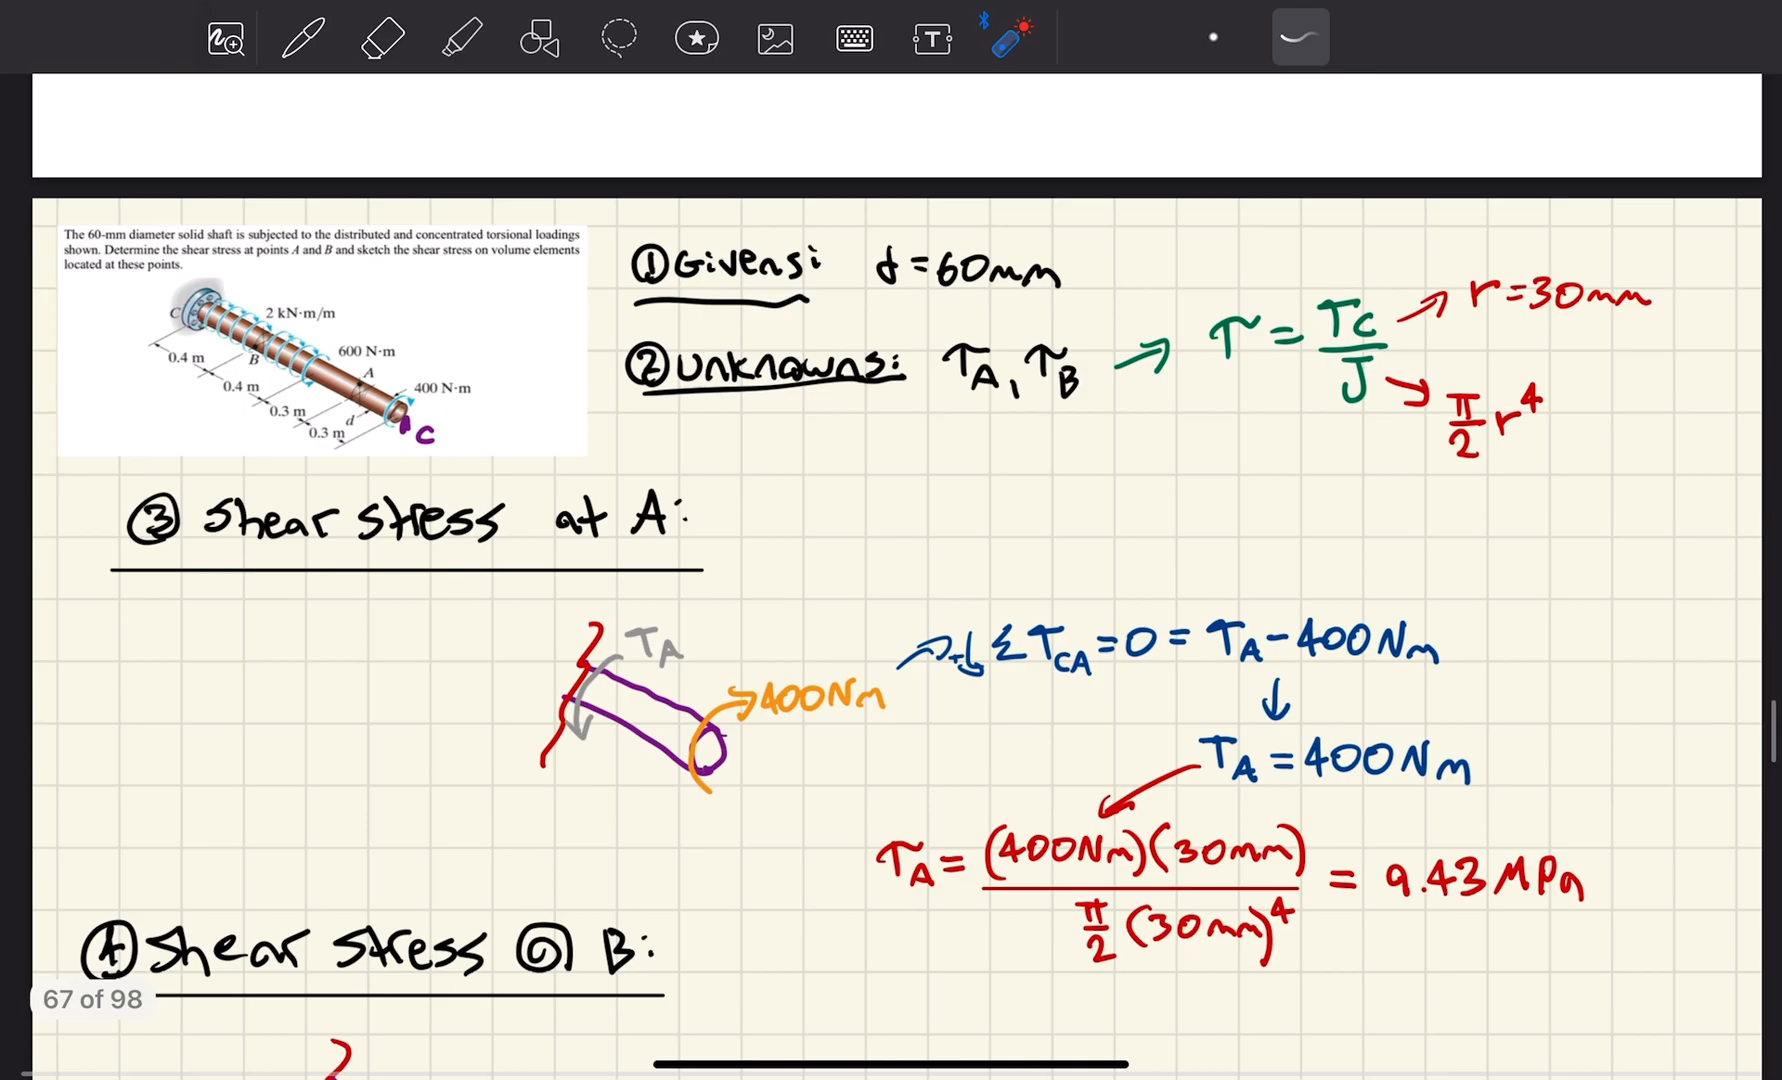 The 60-mm diameter solid shaft is subjected to the distributed and concentrated torsional loadings
shown. Determine the shear stress at points A and B and sketch the shear stress on volume elements
located at these points.
C
2 kN·m/m
600 N·m
A
400 N·m
B
0.4 m
0.4 m
0.3 m
d
0.3 m
C
① Givens: d = 60mm
② Unknowns: τA, τB → τ = Tc/J
→ r = 30mm
→ π/2 r⁴
③ Shear stress at A:
TA
400Nm
+↓ΣTCA = 0 = TA - 400Nm
↓
TA = 400Nm
τA = (400Nm)(30mm) / π/2 (30mm)⁴ = 9.43 MPa
④ Shear stress @ B:
67 of 98